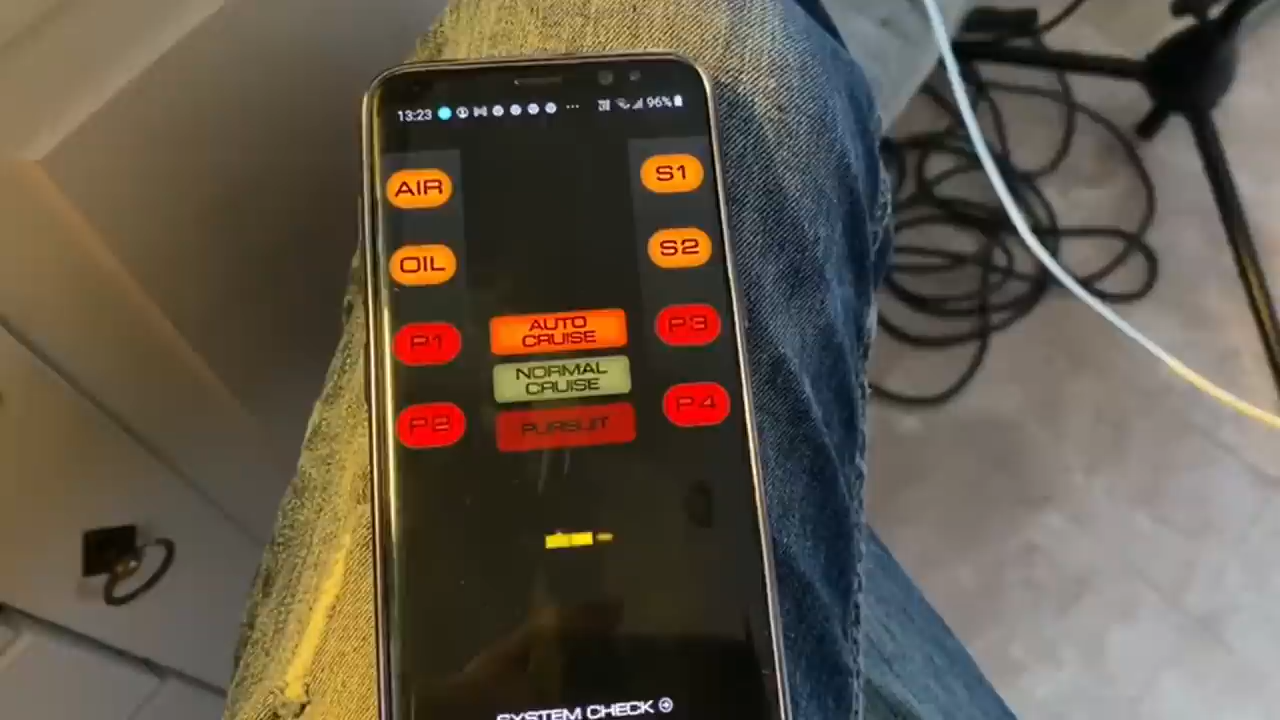 13:23 96%
AIR
S1
OIL
S2
P1
AUTO
CRUISE
P3
NORMAL
CRUISE
P2
PURSUIT
P4
SYSTEM CHECK